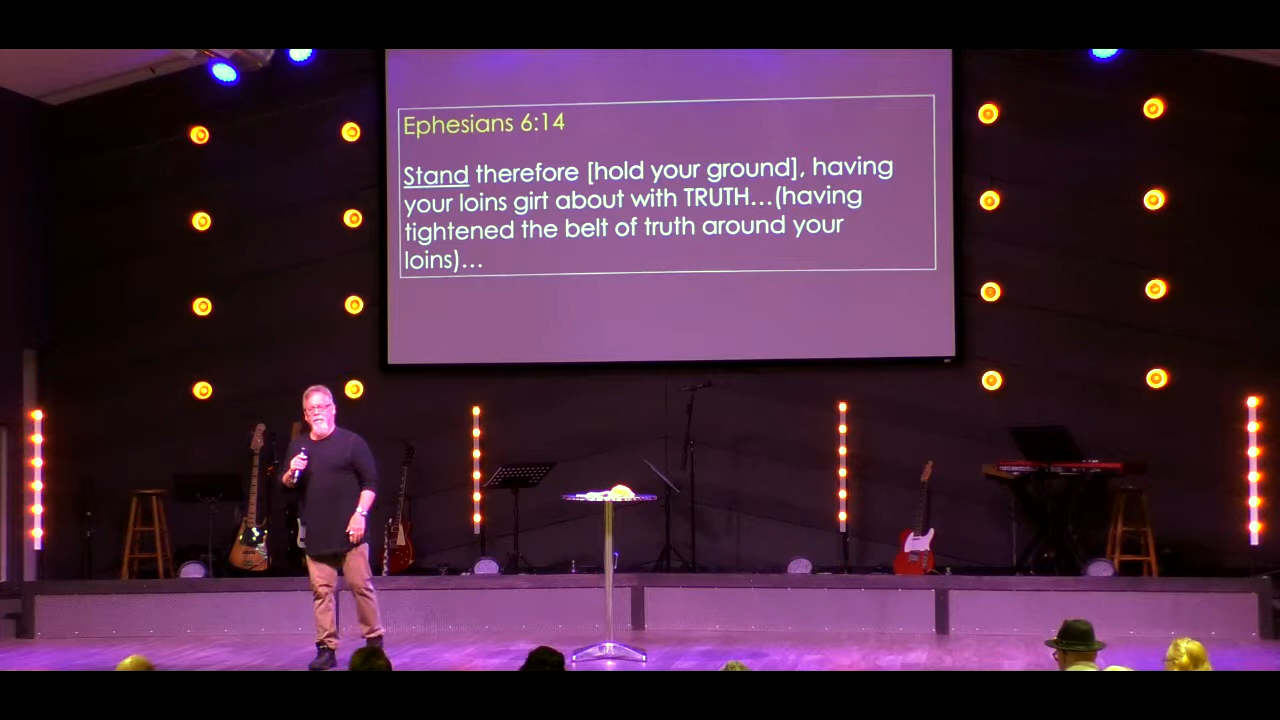 Ephesians 6:14
Stand therefore [hold your ground], having
your loins girt about with TRUTH...(having
tightened the belt of truth around your
loins)...